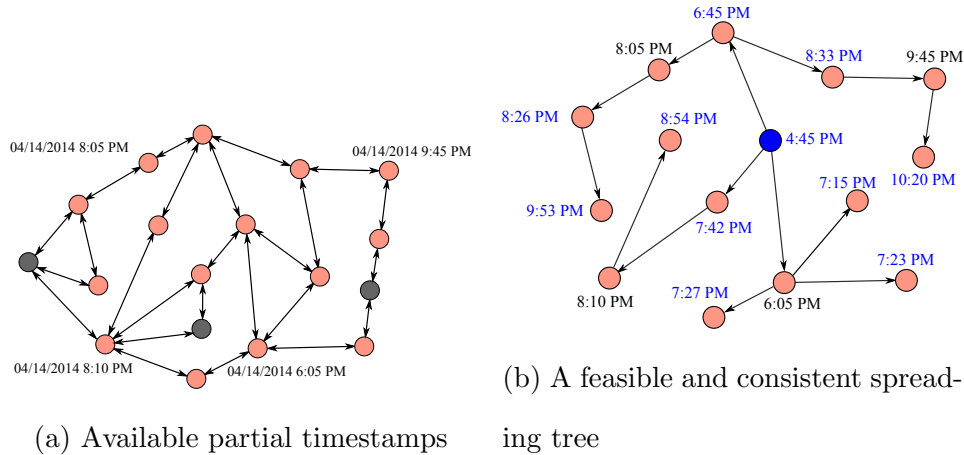 04/14/2014 8:05 PM
04/14/2014 9:45 PM
04/14/2014 8:10 PM
04/14/2014 6:05 PM
(a) Available partial timestamps
6:45 PM
8:05 PM
8:33 PM
9:45 PM
8:26 PM
8:54 PM
4:45 PM
7:15 PM
10:20 PM
9:53 PM
7:42 PM
7:23 PM
8:10 PM
7:27 PM
6:05 PM
(b) A feasible and consistent spread-
ing tree